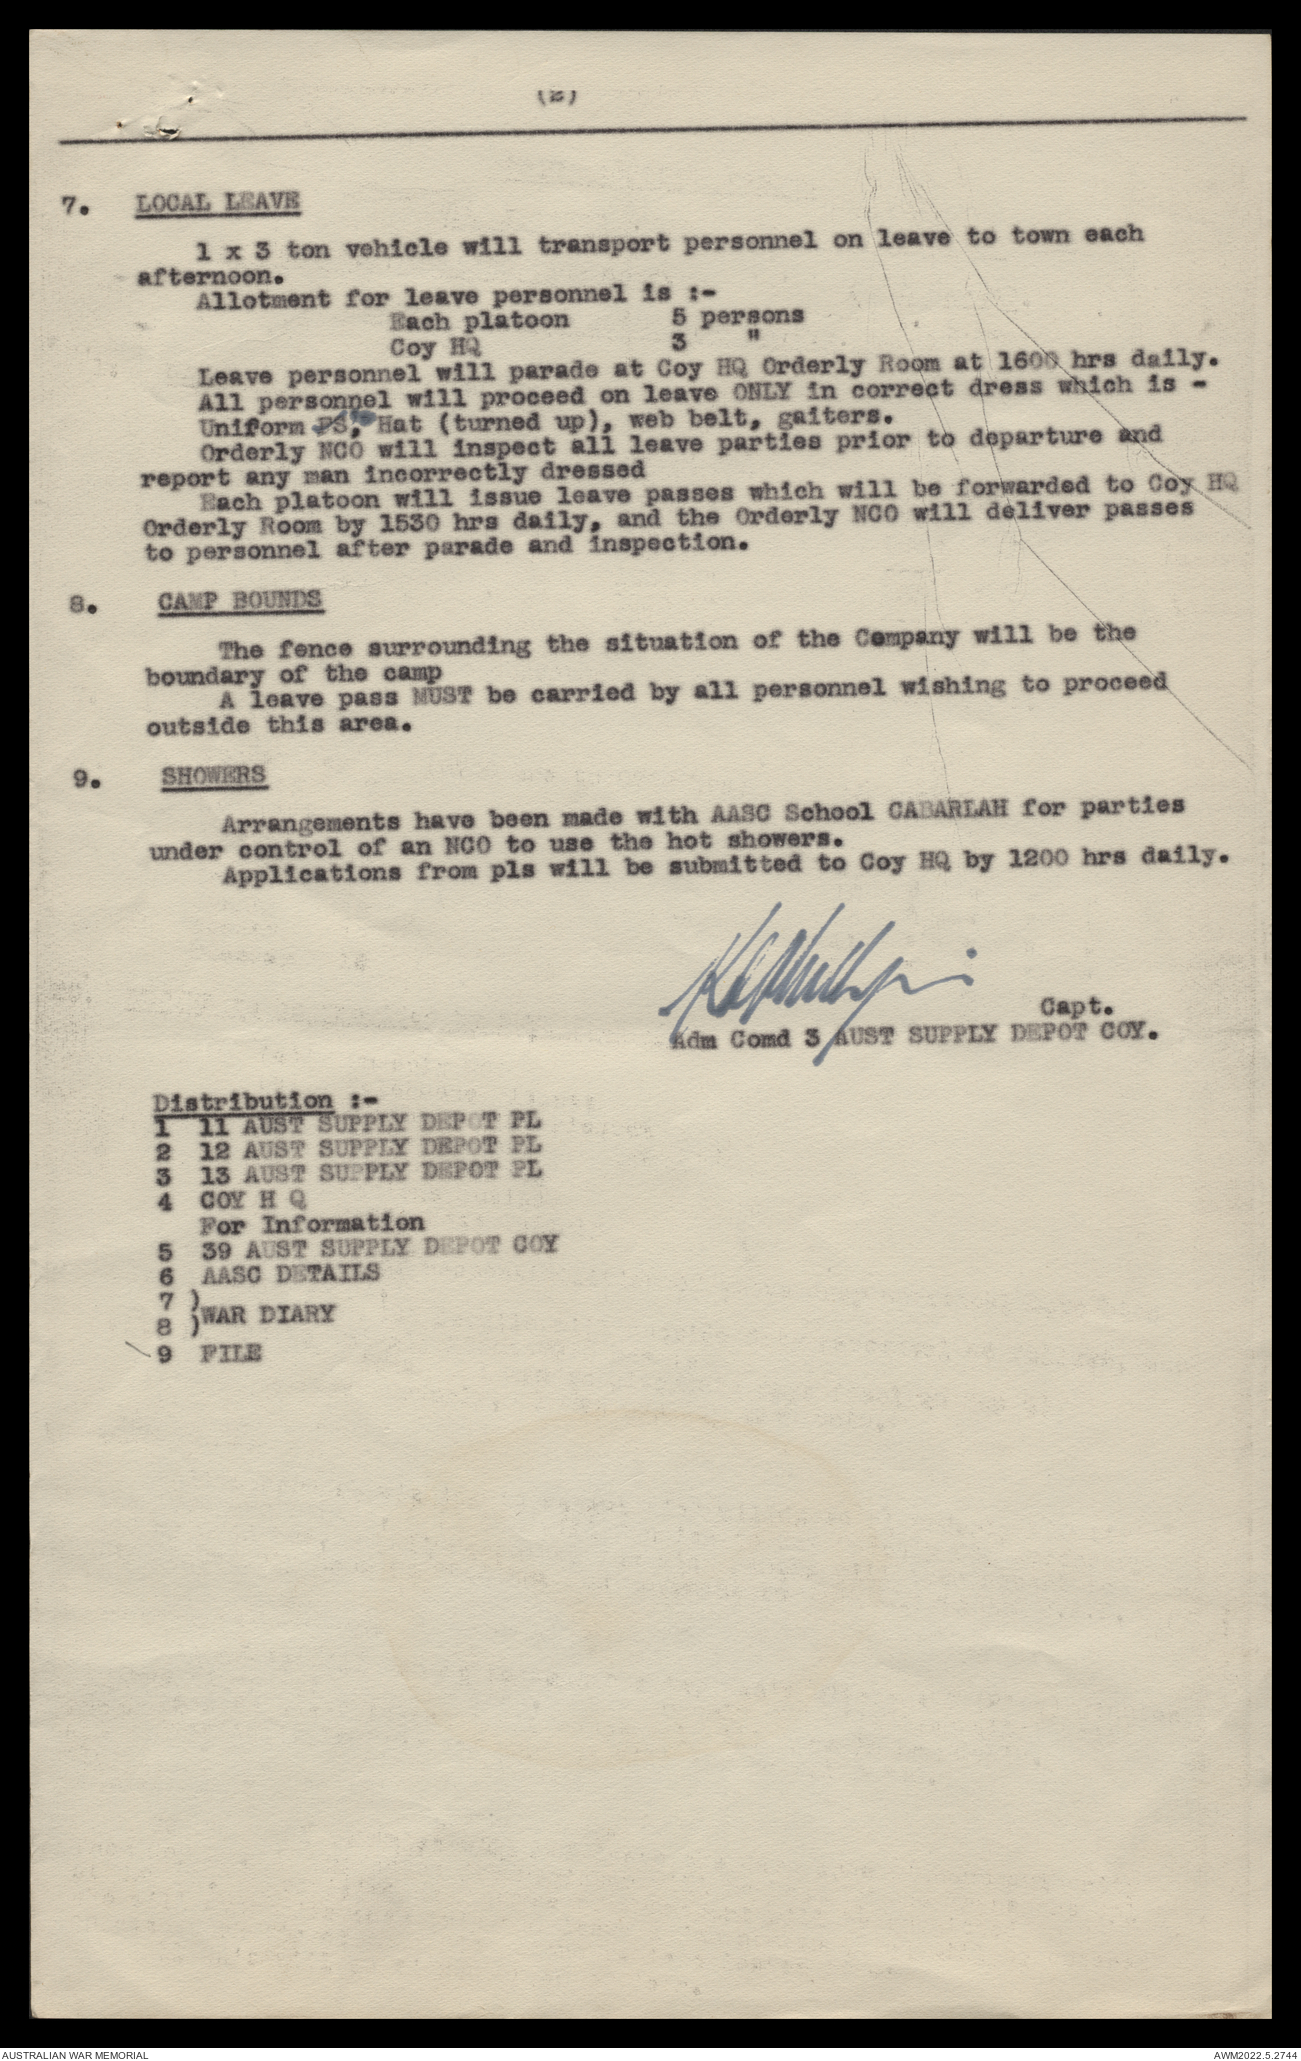 (2)
7. LOCAL LEAVE
1 x 3 ton vehicle will transport personnel on leave to town each
afternoon.
Allotment for leave personnel is :-
Each platoon 5 persons
Coy HQ 3 "
Leave personnel will parade at Coy HQ Orderly Room at 1600 hrs daily.
All personnel will proceed on leave ONLY in correct dress which is -
Uniform Hat (turned up), web belt, gaiters.
Orderly NCO will inspect all leave parties prior to departure and
report any man incorrectly dressed
Each platoon will issue leave passes which will be forwarded to Coy HQ
Orderly Room by 1530 hrs daily, and the Orderly NCO will deliver passes
to personnel after parade and inspection.
8. CAMP BOUNDS
The fence surrounding the situation of the Company will be the
boundary of the camp
A leave pass MUST be carried by all personnel wishing to proceed
outside this area.
9. SHOWERS
Arrangements have been made with AASC School CABARLAH for parties
under control of an NCO to use the hot showers.
Applications from pls will be submitted to Coy HQ by 1200 hrs daily.
Capt.
Adm Comd 3 AUST SUPPLY DEPOT COY.
Distribution :-
1 11 AUST SUPPLY DEPOT PL
2 12 AUST SUPPLY DEPOT PL
3 13 AUST SUPPLY DEPOT PL
4 COY H Q
For Information
5 39 AUST SUPPLY DEPOT COY
6 AASC DETAILS
7 )
)WAR DIARY
8 )
9 FILE
AUSTRALIAN WAR MEMORIAL
AWM2022.5.2744